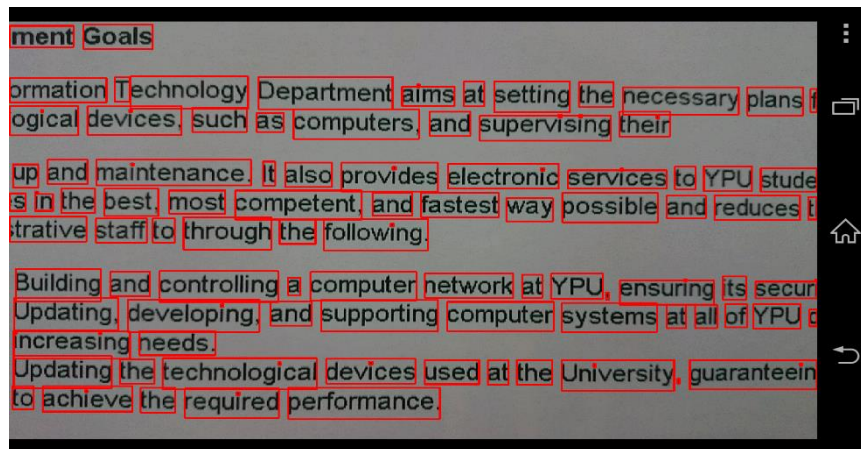 ment Goals
ormation Technology Department aims at setting the necessary plans f
ogical devices, such as computers, and supervising their
up and maintenance. It also provides electronic services to YPU stude
s in the best, most competent, and fastest way possible and reduces t
strative staff to through the following.
Building and controlling a computer network at YPU, ensuring its securi
Updating, developing, and supporting computer systems at all of YPU
increasing needs.
Updating the technological devices used at the University, guaranteein
to achieve the required performance.